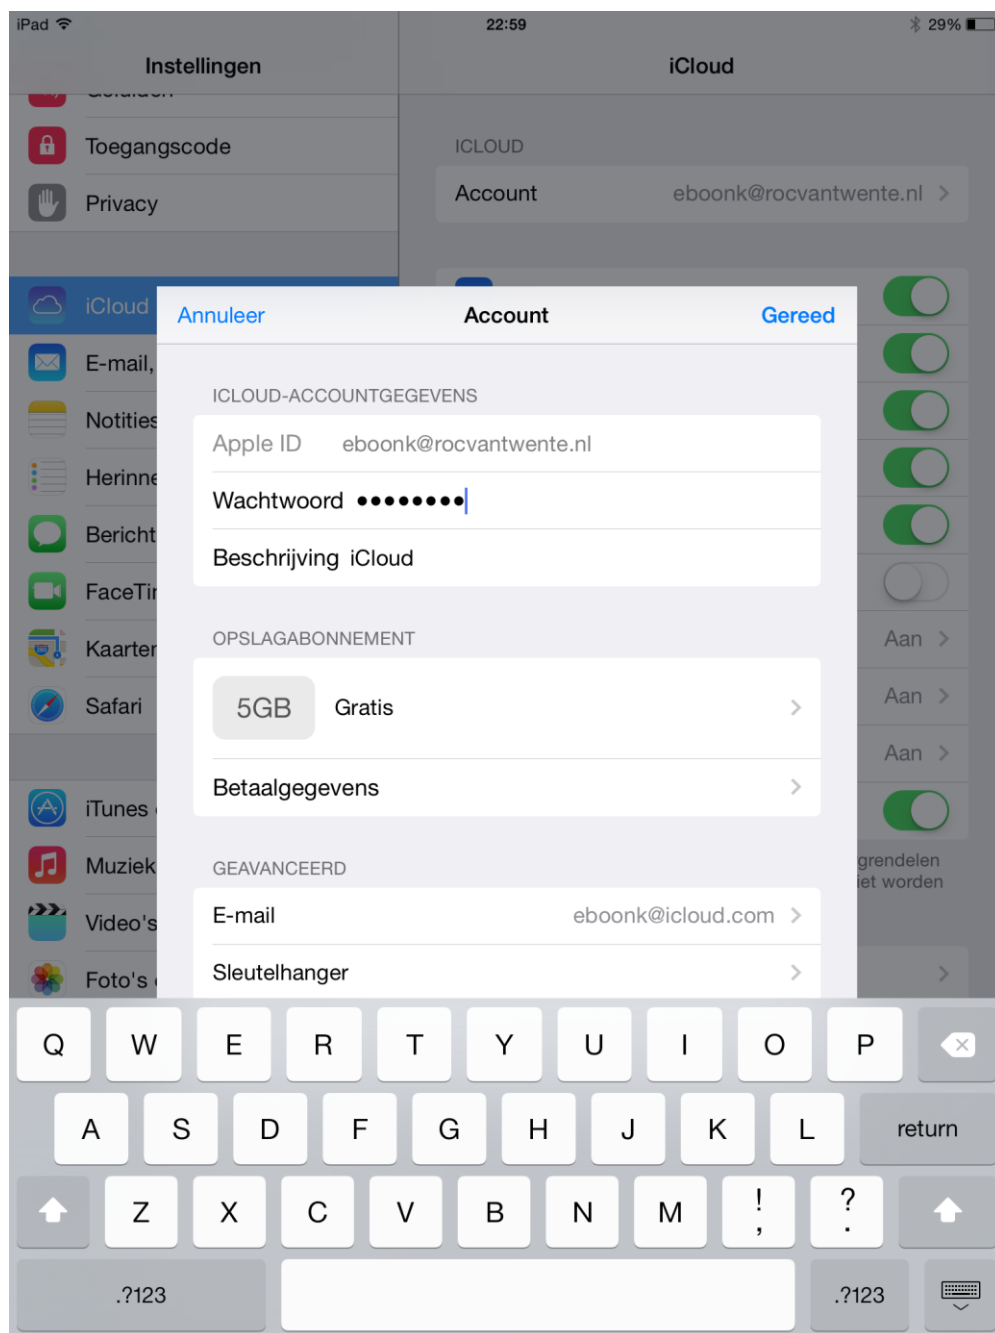 iPad 22:59 29%
Instellingen
iCloud
Geluiden
Toegangscode
Privacy
iCloud
E-mail,
Notities
Herinne
Bericht
FaceTin
Kaarten
Safari
iTunes
Muziek
Video's
Foto's
ICLOUD
Account eboonk@rocvantwente.nl
Annuleer Account Gereed
ICLOUD-ACCOUNTGEGEVENS
Apple ID eboonk@rocvantwente.nl
Wachtwoord ••••••••
Beschrijving iCloud
OPSLAGABONNEMENT
5GB Gratis
Betaalgegevens
GEAVANCEERD
E-mail eboonk@icloud.com
Sleutelhanger
Aan
Aan
Aan
grendelen
iet worden
Q W E R T Y U I O P
A S D F G H J K L return
Z X C V B N M ! , ? .
.?123 .?123